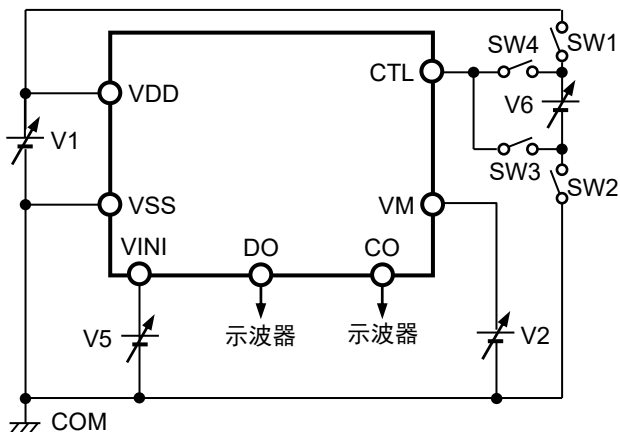 SW4
SW1
CTL
VDD
V6
V1
SW3
SW2
VSS
VM
VINI
DO
CO
V5
示波器
示波器
V2
COM